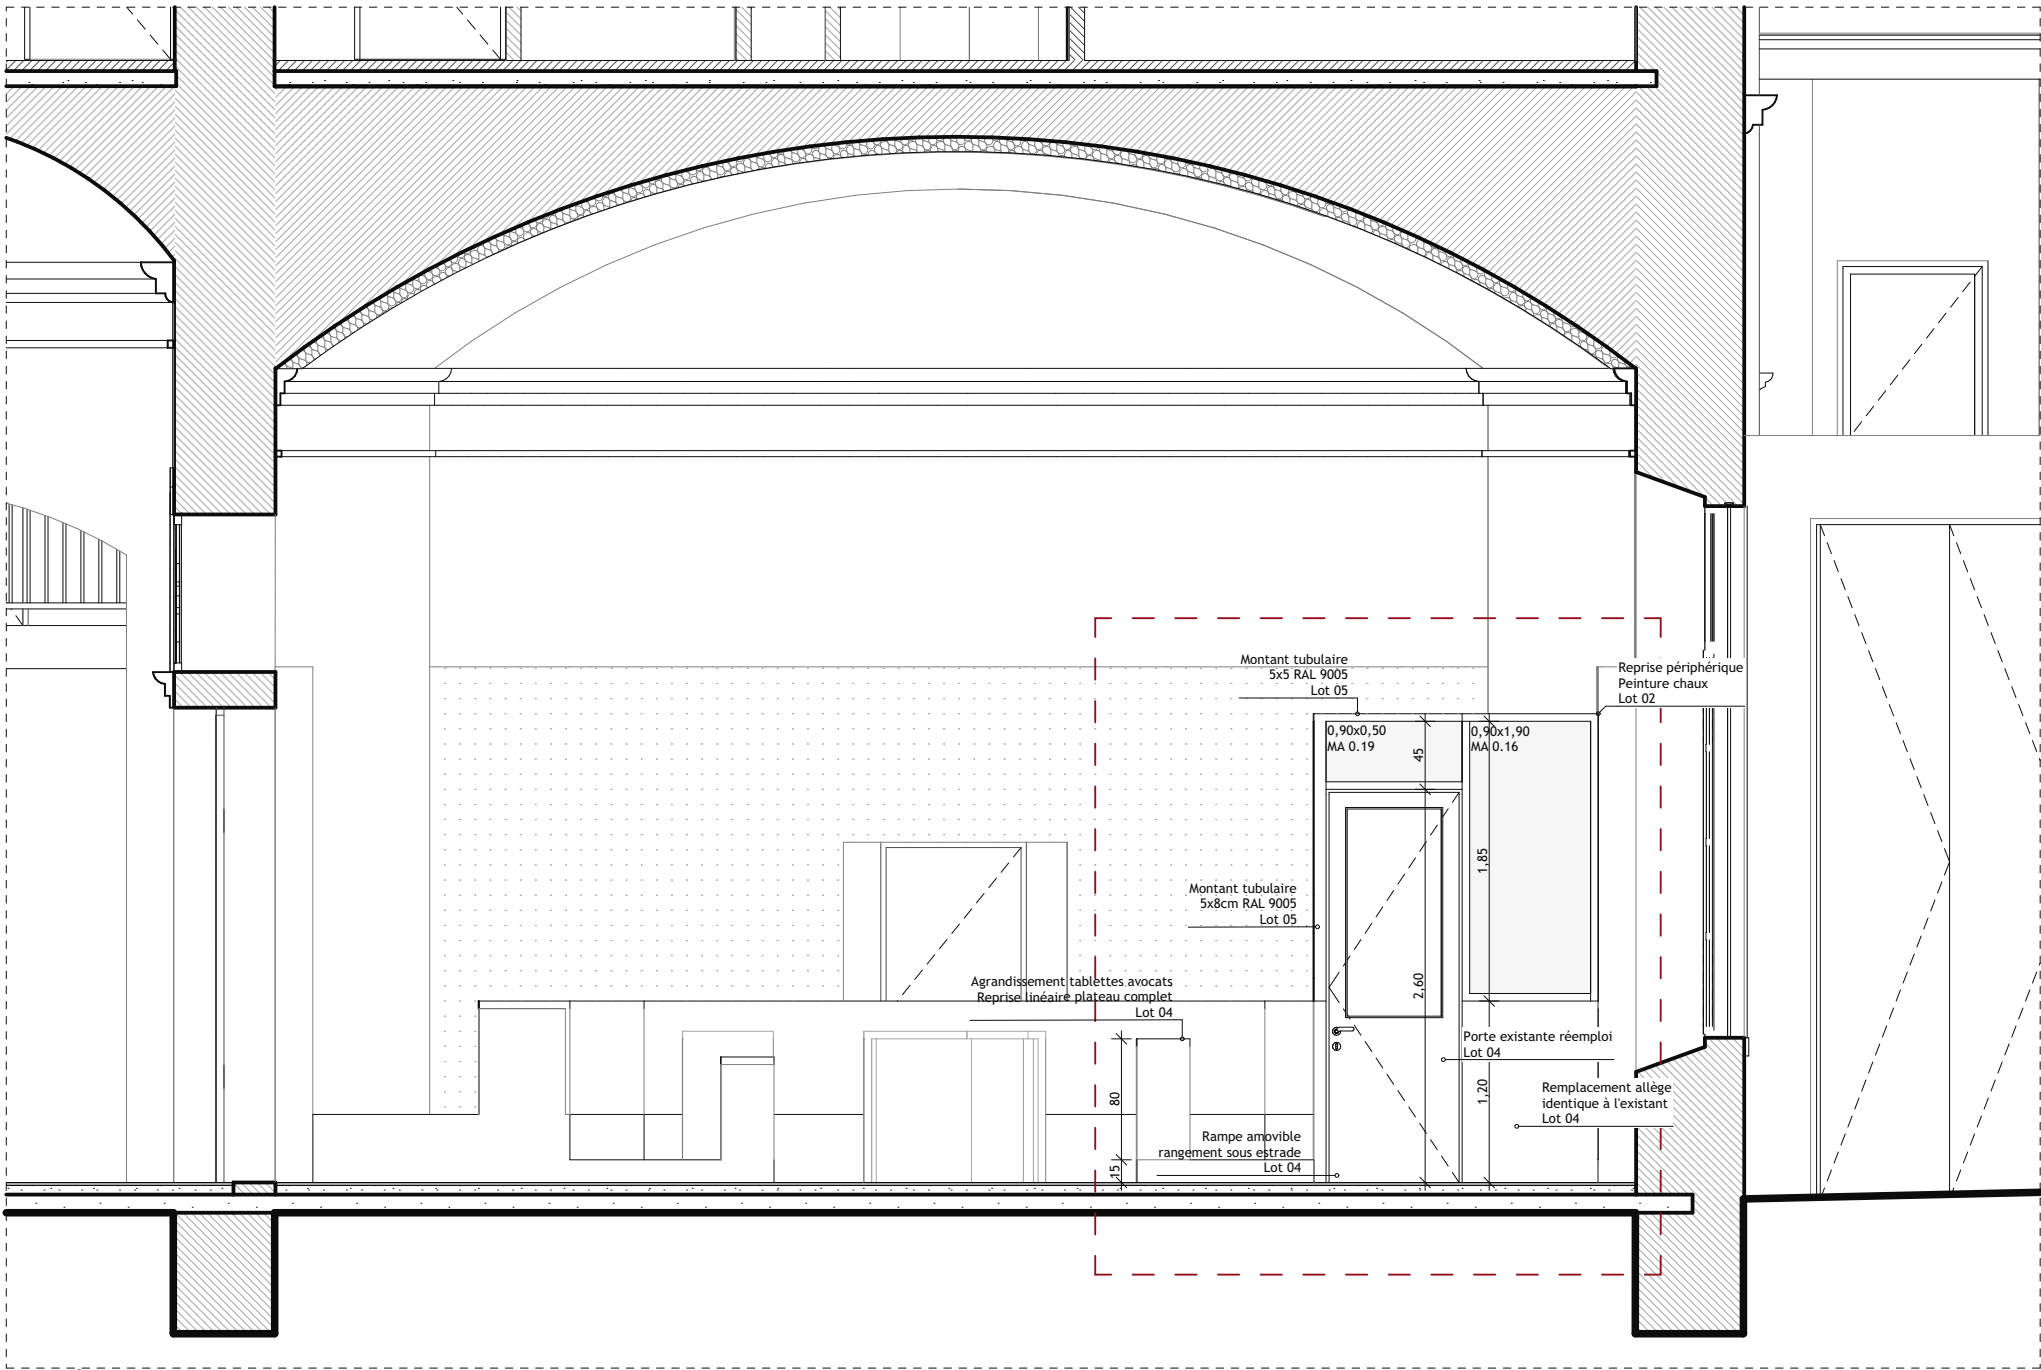 Montant tubulaire
5x5 RAL 9005
Lot 05
Reprise périphérique
Peinture chaux
Lot 02
0,90x0,50
MA 0.19
45
0,90x1,90
MA 0.16
1,85
Montant tubulaire
5x8cm RAL 9005
Lot 05
2,60
Agrandissement tablettes avocats
Reprise linéaire plateau complet
Lot 04
Porte existante réemploi
Lot 04
80
1,20
Remplacement allège
identique à l'existant
Lot 04
Rampe amovible
rangement sous estrade
Lot 04
15